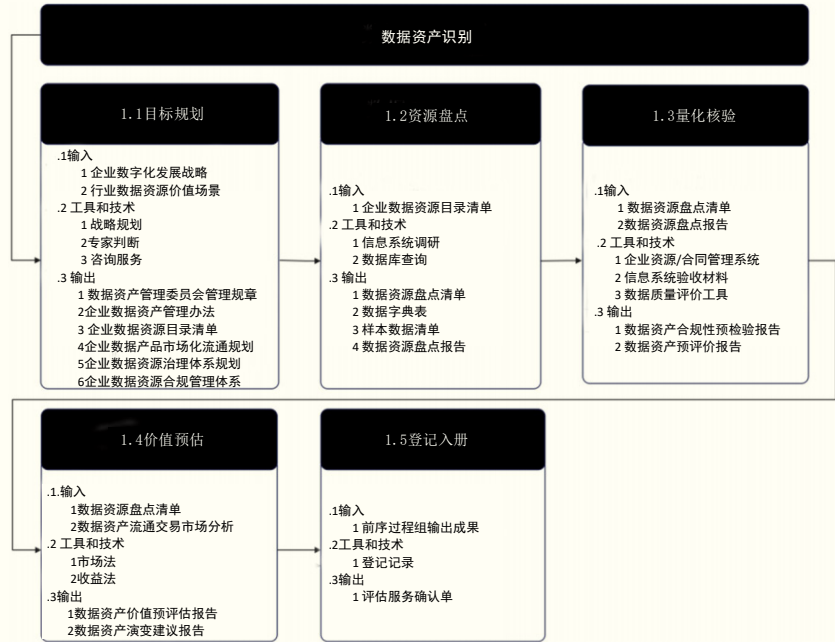 数据资产识别
1.1目标规划
.1输入
1 企业数字化发展战略
2 行业数据资源价值场景
.2 工具和技术
1 战略规划
2专家判断
3 咨询服务
.3 输出
1 数据资产管理委员会管理规章
2企业数据资产管理办法
3 企业数据资源目录清单
4企业数据产品市场化流通规划
5企业数据资源治理体系规划
6企业数据资源合规管理体系
1.2资源盘点
.1输入
1 企业数据资源目录清单
.2 工具和技术
1 信息系统调研
2 数据库查询
.3 输出
1 数据资源盘点清单
2 数据字典表
3 样本数据清单
4 数据资源盘点报告
1.3量化核验
.1输入
1 数据资源盘点清单
2数据资源盘点报告
.2 工具和技术
1 企业资源/合同管理系统
2 信息系统验收材料
3 数据质量评价工具
.3 输出
1 数据资产合规性预检验报告
2 数据资产预评价报告
1.4价值预估
.1.输入
1数据资源盘点清单
2数据资产流通交易市场分析
.2 工具和技术
1市场法
2收益法
.3输出
1数据资产价值预评估报告
2数据资产演变建议报告
1.5登记入册
.1输入
1 前序过程组输出成果
.2工具和技术
1 登记记录
.3输出
1 评估服务确认单